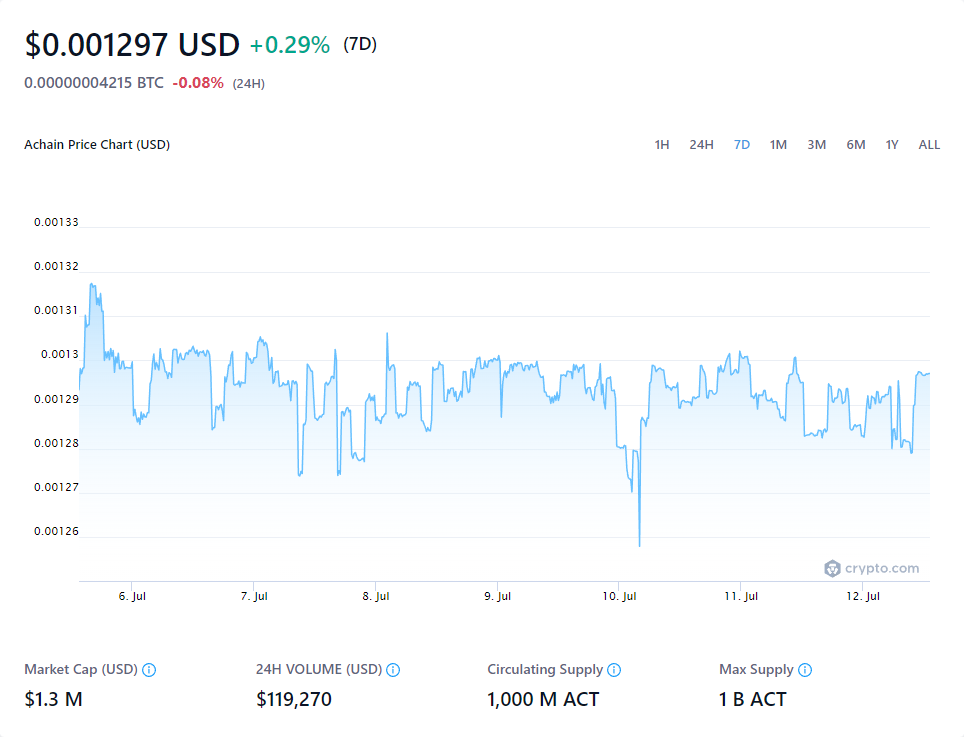 $0.001297 USD +0.29% (7D)
0.00000004215 BTC -0.08% (24H)
Achain Price Chart (USD) 1H 24H 7D 1M 3M 6M 1Y ALL
0.00133
0.00132
0.00131
0.0013
0.00129
0.00128
0.00127
0.00126
crypto.com
6. Jul 7. Jul 8. Jul 9. Jul 10. Jul 11. Jul 12. Jul
Market Cap (USD) 24H VOLUME (USD) Circulating Supply Max Supply
$1.3 M $119,270 1,000 M ACT 1 B ACT